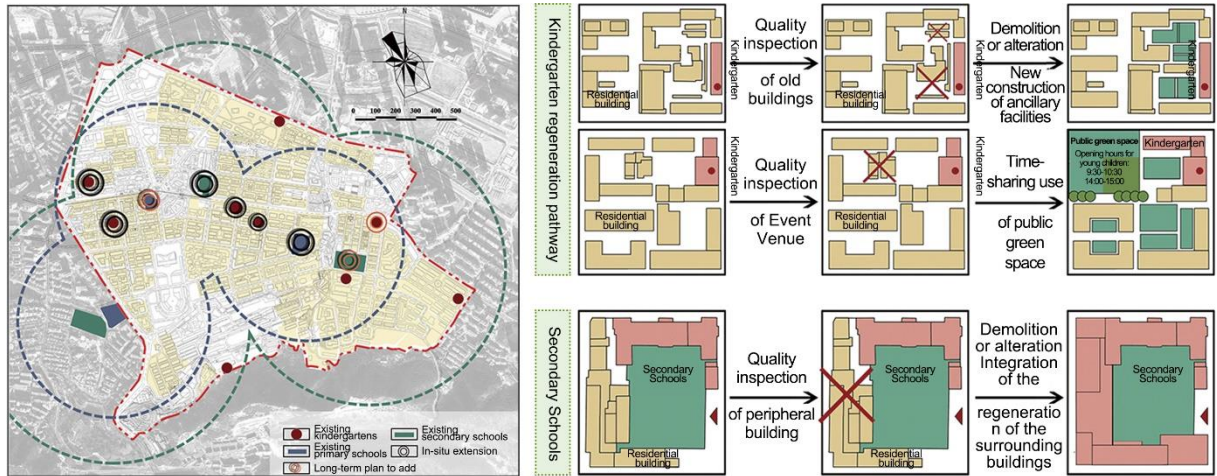 N
0 100 200 300 400 500
Existing
kindergartens
Existing
secondary schools
Existing
primary schools
In-situ extension
Long-term plan to add
Kindergarten regeneration pathway
Residential
building
Kindergarten
Quality
inspection
of old
buildings
Residential
building
Kindergarten
Demolition
or alteration
New
construction
of ancillary
facilities
Kindergarten
Residential
building
Kindergarten
Quality
inspection
of Event
Venue
Residential
building
Kindergarten
Time-
sharing use
of public
green
space
Public green space
Opening hours for
young children:
9:30-10:30
14:00-15:00
Kindergarten
Secondary Schools
Secondary
Schools
Residential
building
Quality
inspection
of peripheral
building
Secondary
Schools
Residential
building
Demolition
or alteration
Integration
of the
regeneratio
n of the
surrounding
buildings
Secondary
Schools